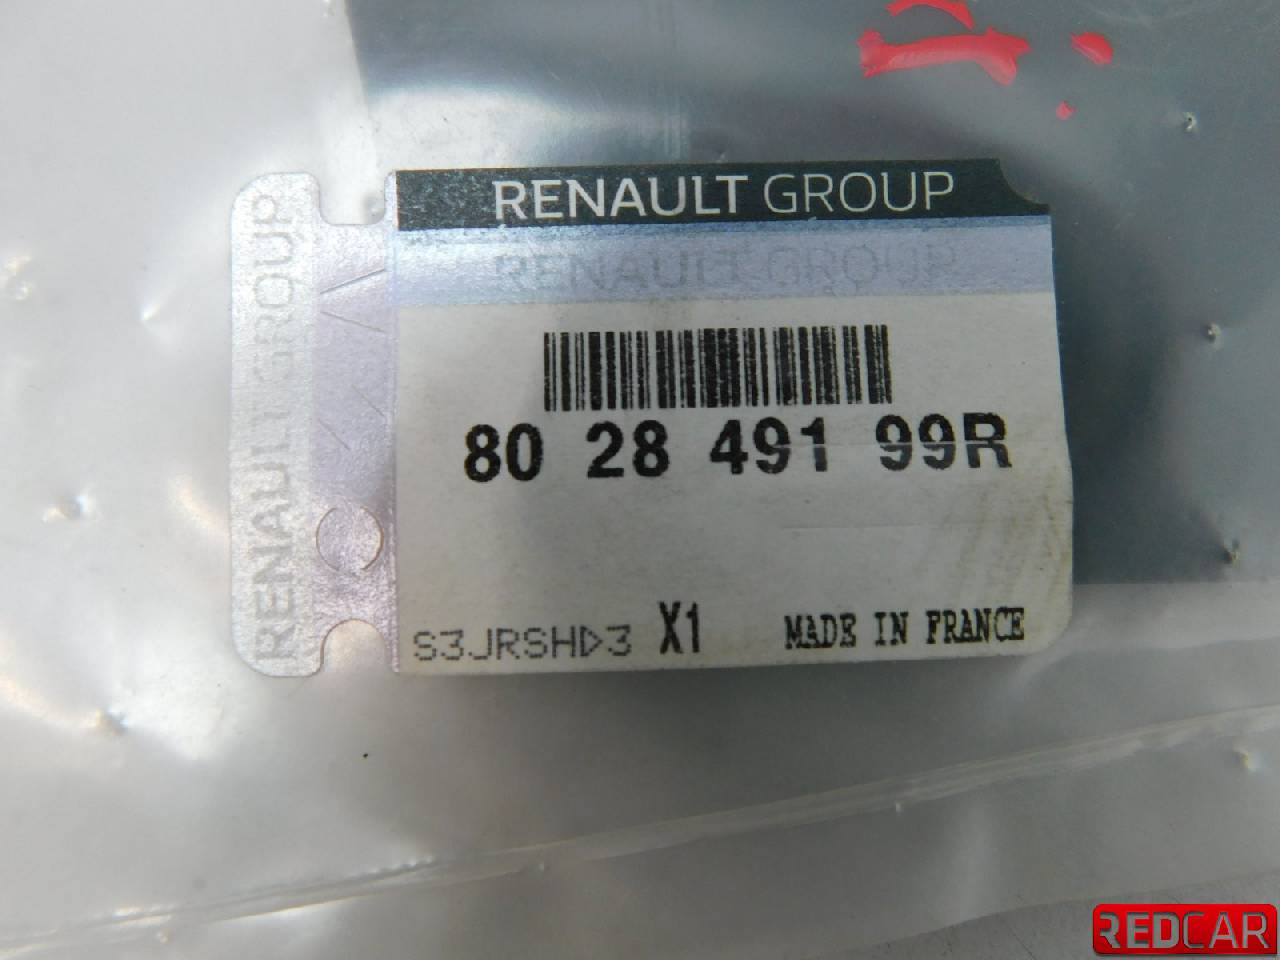 RENAULT GROUP
RENAULT GROUP
RENAULT GROUP
80 28 491 99R
S3JRSHD3 X1 MADE IN FRANCE
REDCAR